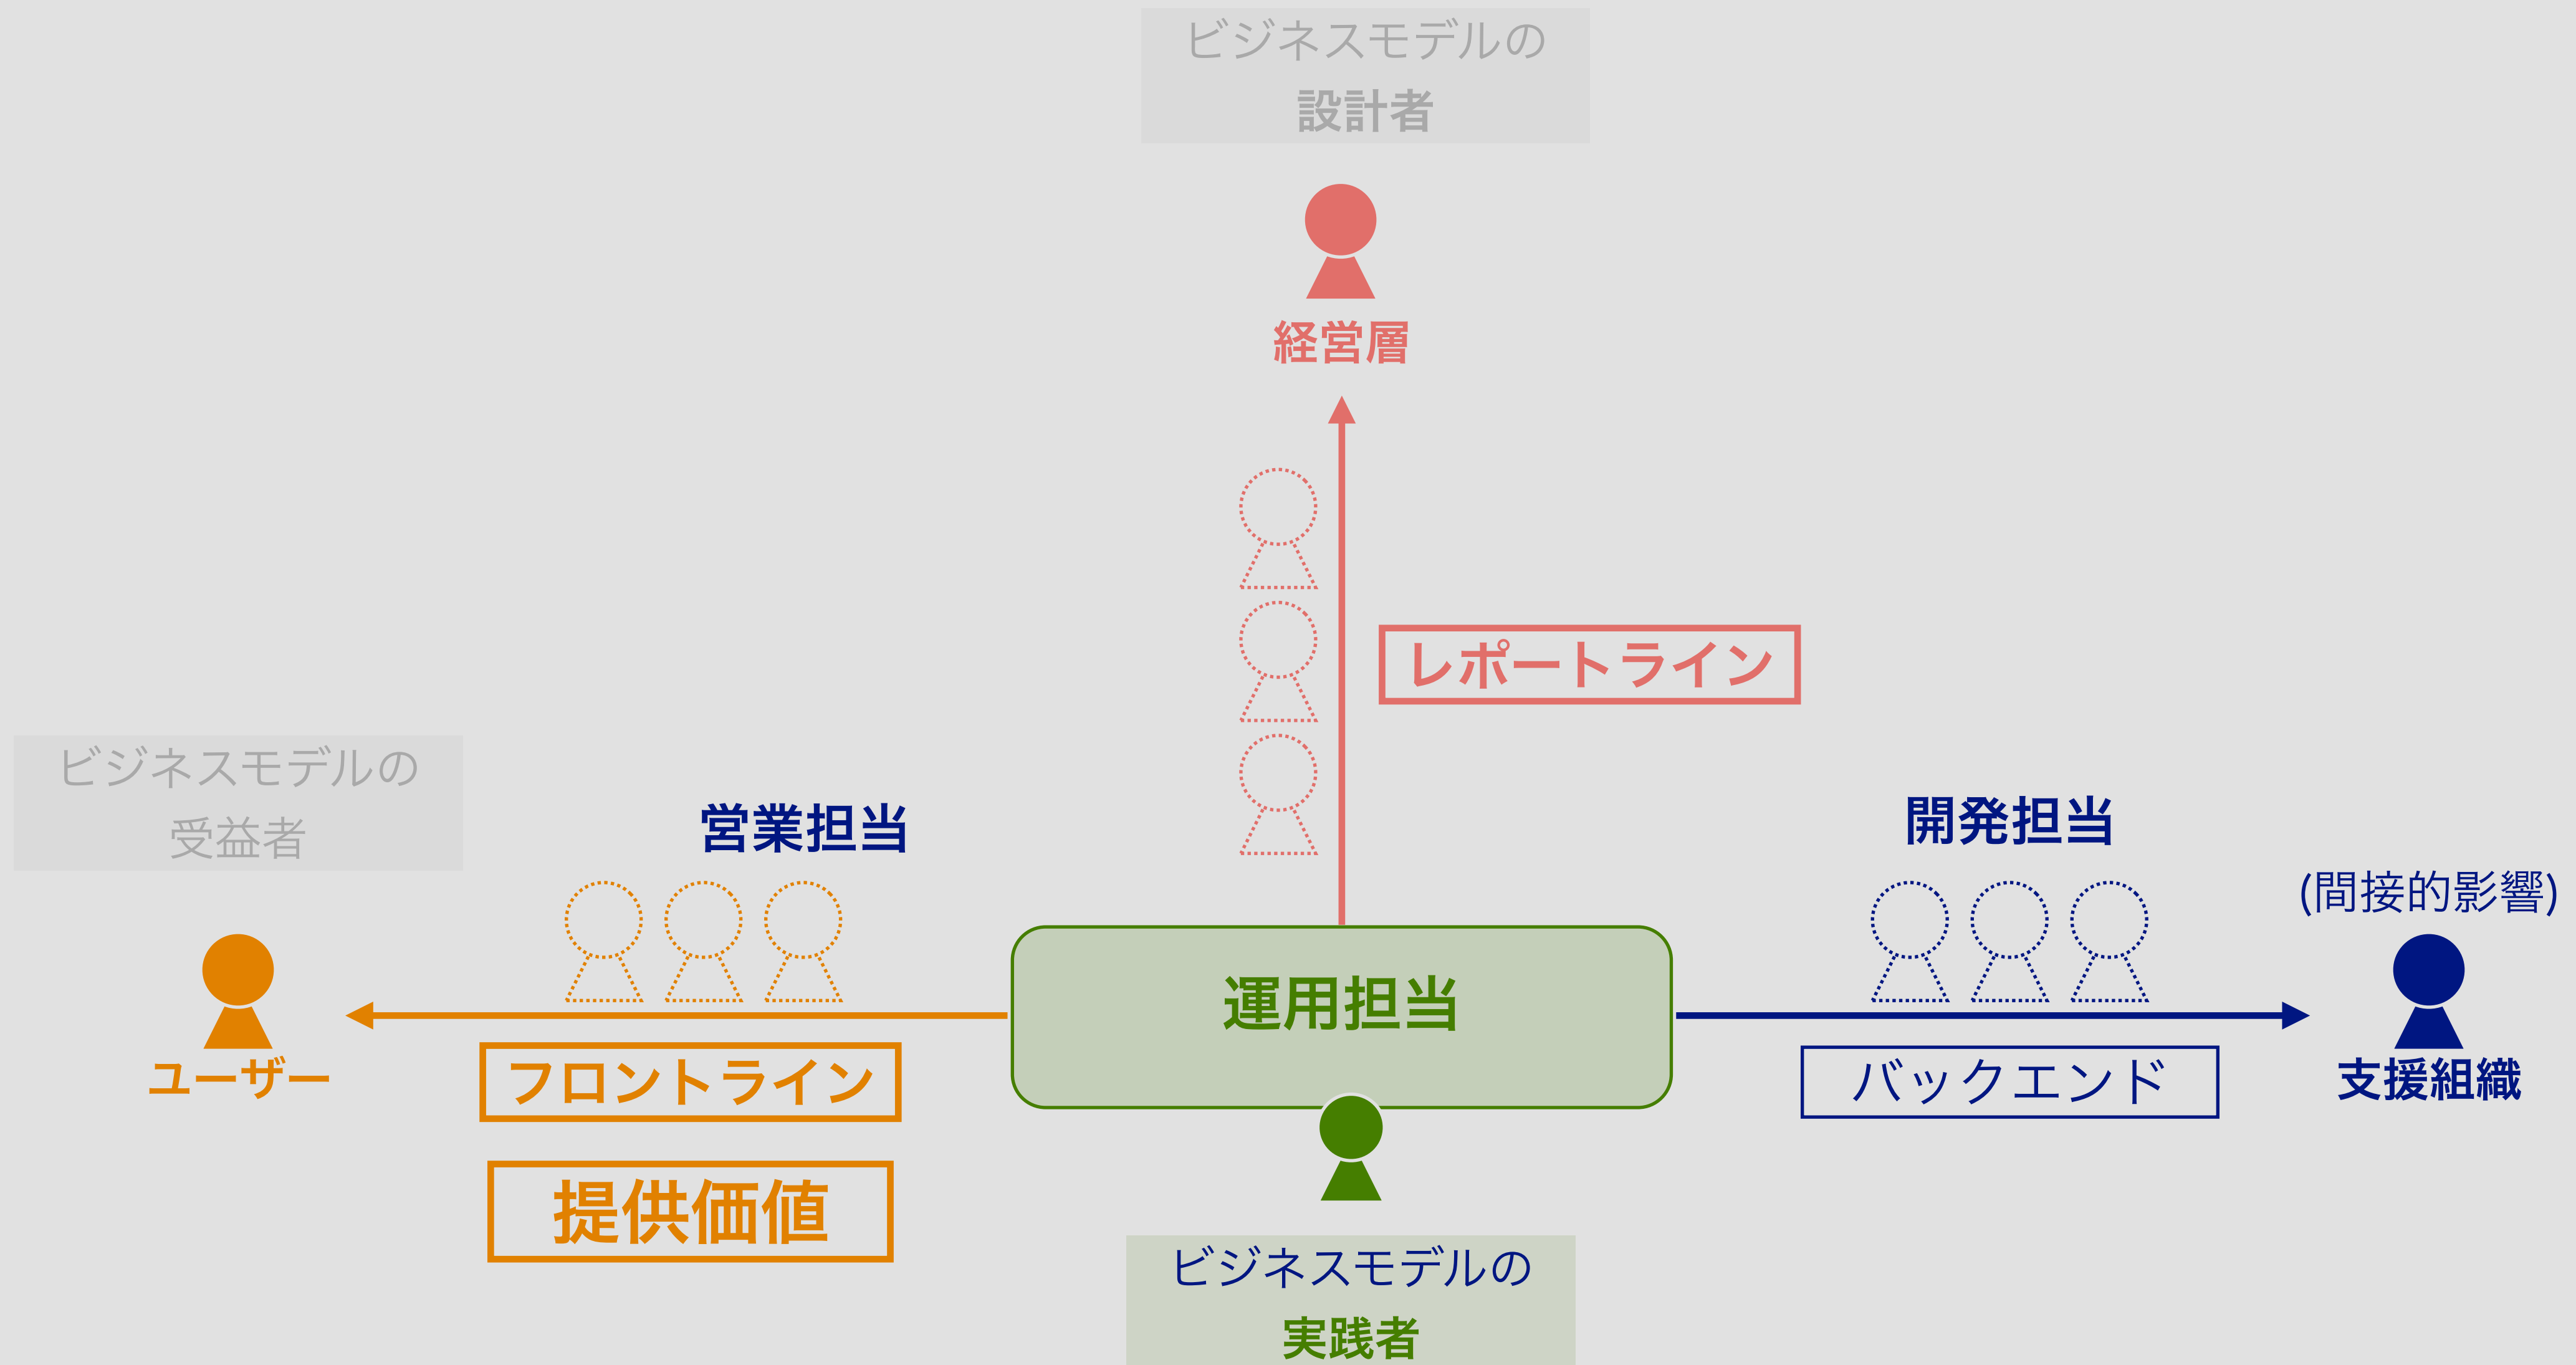 ビジネスモデルの
設計者
経営層
レポートライン
ビジネスモデルの
受益者
営業担当
開発担当
(間接的影響)
運用担当
ユーザー
フロントライン
バックエンド
支援組織
提供価値
ビジネスモデルの
実践者